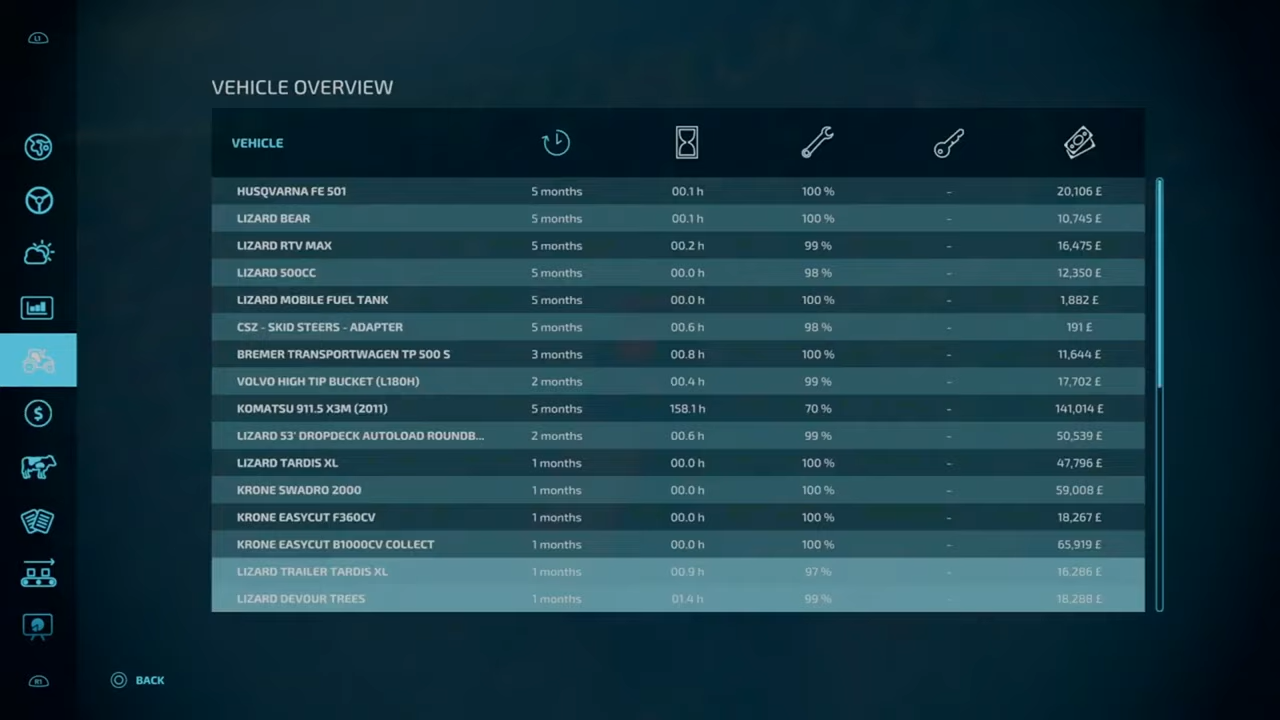 L1
VEHICLE OVERVIEW
VEHICLE
HUSQVARNA FE 501 5 months 00.1 h 100 % - 20,106 £
LIZARD BEAR 5 months 00.1 h 100 % - 10,745 £
LIZARD RTV MAX 5 months 00.2 h 99 % - 16,475 £
LIZARD 500CC 5 months 00.0 h 98 % - 12,350 £
LIZARD MOBILE FUEL TANK 5 months 00.0 h 100 % - 1,882 £
CSZ - SKID STEERS - ADAPTER 5 months 00.6 h 98 % - 191 £
BREMER TRANSPORTWAGEN TP 500 S 3 months 00.8 h 100 % - 11,644 £
VOLVO HIGH TIP BUCKET (L180H) 2 months 00.4 h 99 % - 17,702 £
KOMATSU 911.5 X3M (2011) 5 months 158.1 h 70 % - 141,014 £
LIZARD 53' DROPDECK AUTOLOAD ROUNDB... 2 months 00.6 h 99 % - 50,539 £
LIZARD TARDIS XL 1 months 00.0 h 100 % - 47,796 £
KRONE SWADRO 2000 1 months 00.0 h 100 % - 59,008 £
KRONE EASYCUT F360CV 1 months 00.0 h 100 % - 18,267 £
KRONE EASYCUT B1000CV COLLECT 1 months 00.0 h 100 % - 65,919 £
LIZARD TRAILER TARDIS XL 1 months 00.9 h 97 % - 16,286 £
LIZARD DEVOUR TREES 1 months 01.4 h 99 % - 18,288 £
R1
BACK